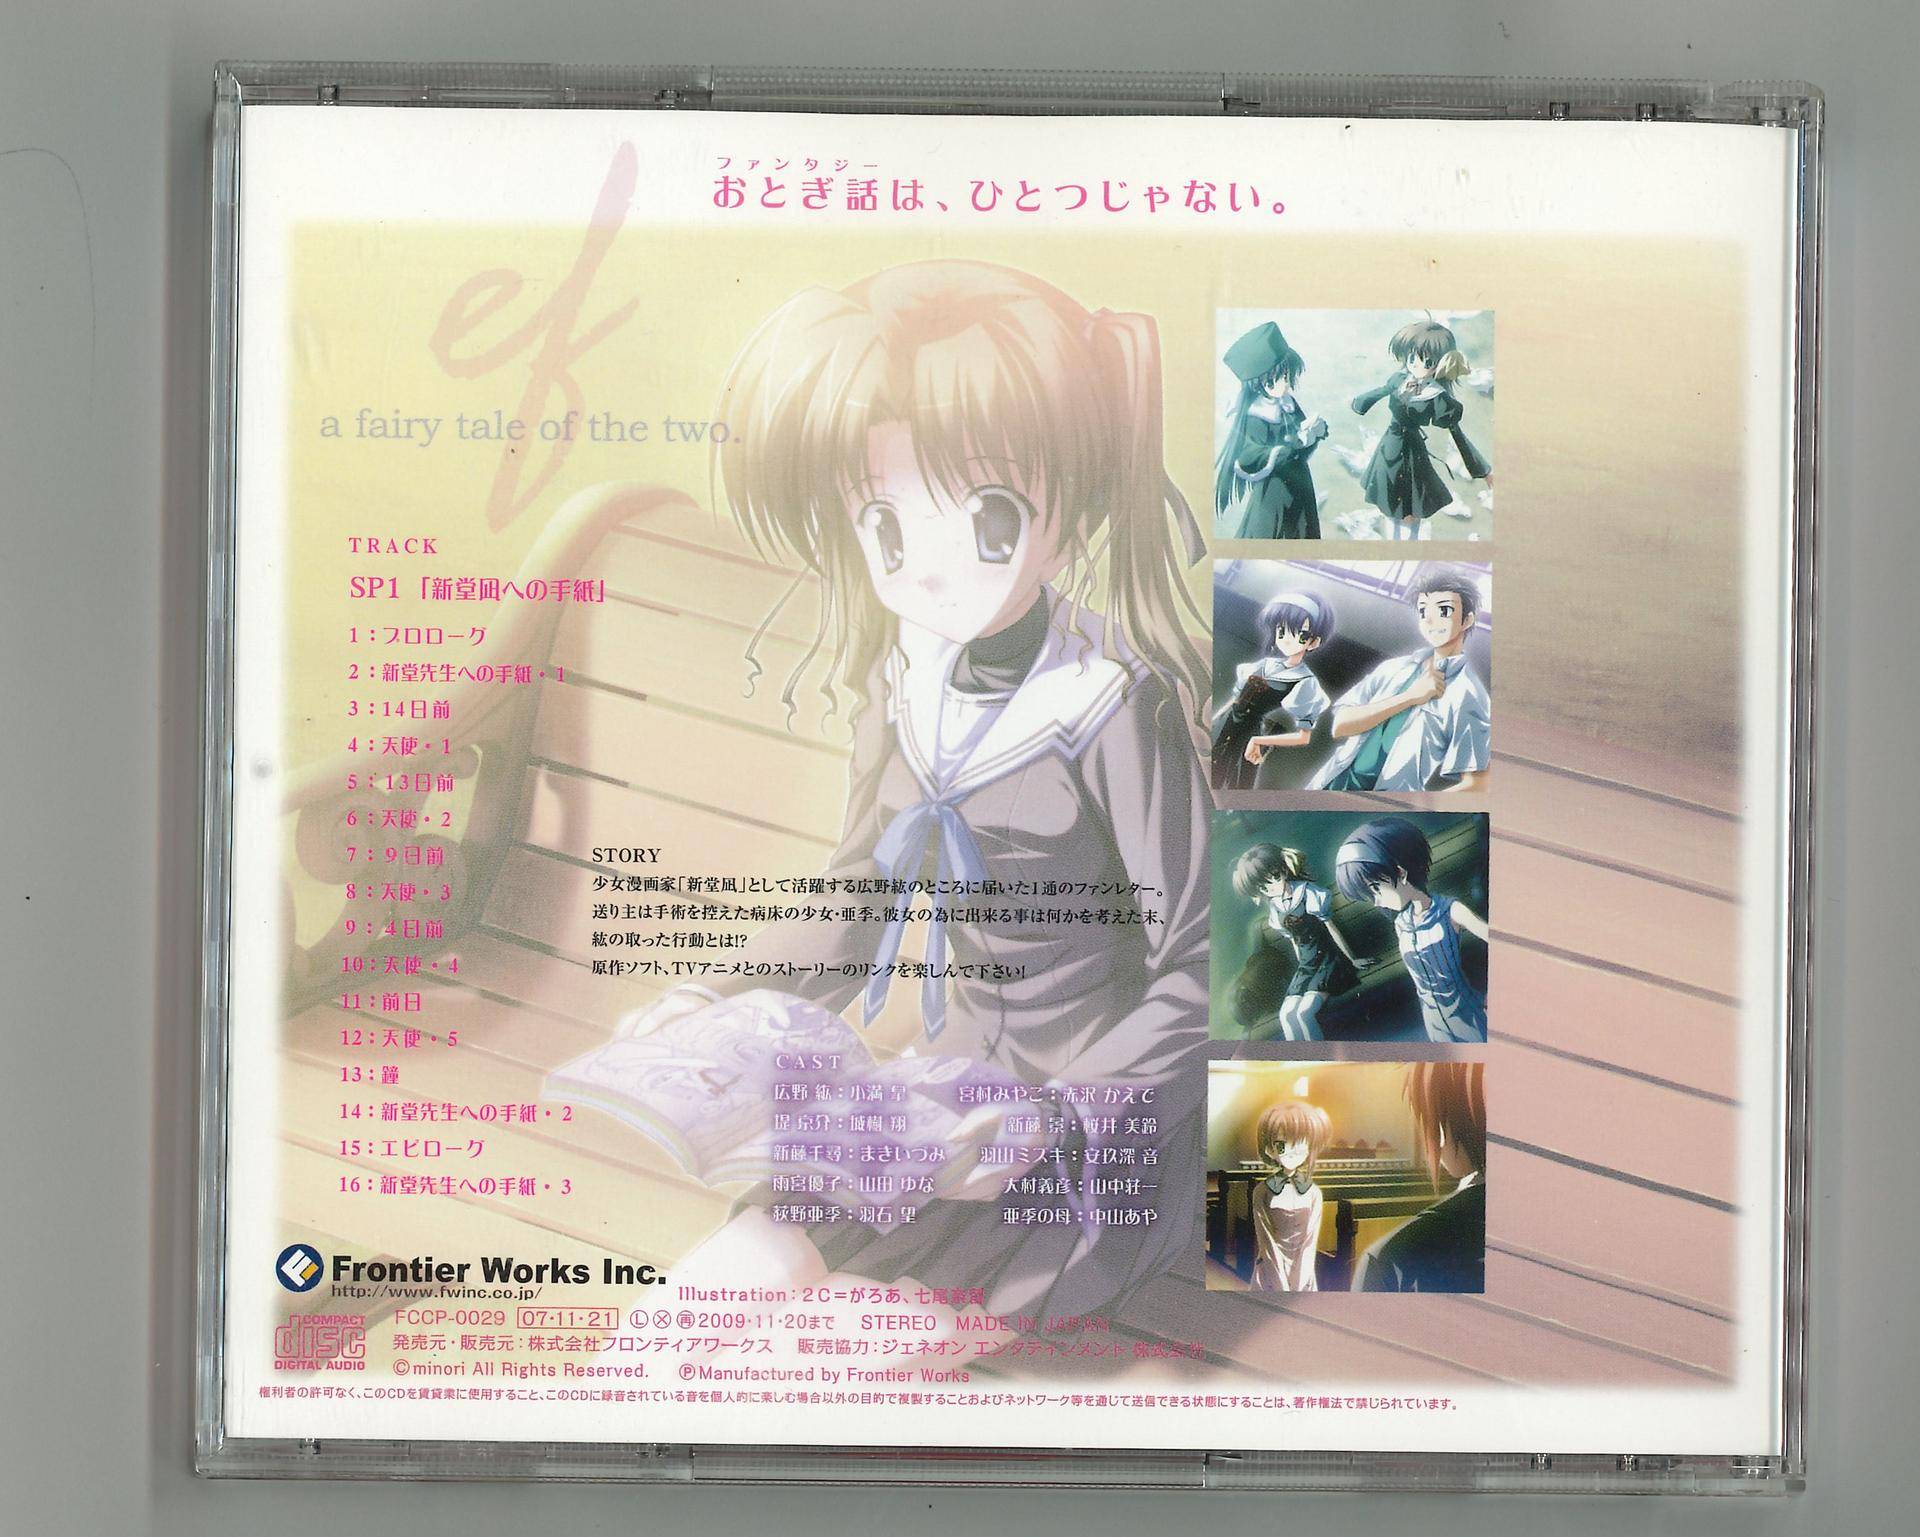 ファンタジー
おとぎ話は、ひとつじゃない。
ef
a fairy tale of the two.
TRACK
SP1「新堂凪への手紙」
1：プロローグ
2：新堂先生への手紙・1
3：14日前
4：天使・1
5：13日前
6：天使・2
7：9日前
8：天使・3
9：4日前
10：天使・4
11：前日
12：天使・5
13：鐘
14：新堂先生への手紙・2
15：エピローグ
16：新堂先生への手紙・3
STORY
少女漫画家「新堂凪」として活躍する広野紘のところに届いた1通のファンレター。
送り主は手術を控えた病床の少女・亜季。彼女の為に出来る事は何かを考えた末、
紘の取った行動とは!?
原作ソフト、TVアニメとのストーリーのリンクを楽しんで下さい!
CAST
広野 紘：小満 皐　宮村みやこ：赤沢 かえで
堤 京介：城樹 翔　新藤 景：桜井 美鈴
新藤千尋：まきいづみ　羽山ミズキ：安玖深 音
雨宮優子：山田 ゆな　大村義彦：山中荘一
荻野亜季：羽石 望　亜季の母：中山あや
Frontier Works Inc.
http://www.fwinc.co.jp/
Illustration：2C=がろあ、七尾奈留
COMPACT
disc
DIGITAL AUDIO
FCCP-0029 07・11・21 Ⓛ Ⓧ 再 2009・11・20まで STEREO MADE IN JAPAN
発売元・販売元：株式会社フロンティアワークス　販売協力：ジェネオン エンタテインメント 株式会社
©minori All Rights Reserved. ℗Manufactured by Frontier Works
権利者の許可なく、このCDを賃貸業に使用すること、このCDに録音されている音を個人的に楽しむ場合以外の目的で複製することおよびネットワーク等を通じて送信できる状態にすることは、著作権法で禁じられています。